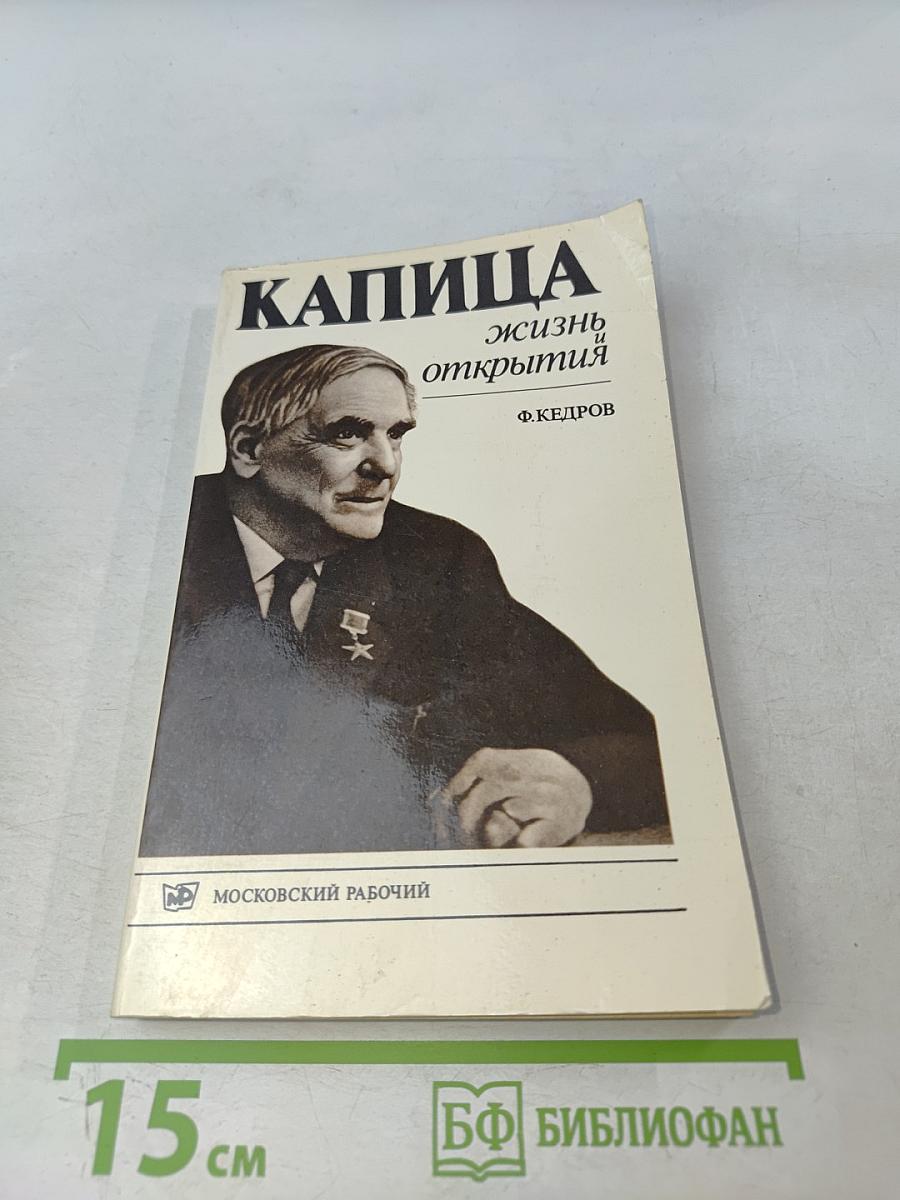 КАПИЦА
жизнь
и
открытия
Ф. КЕДРОВ
МР
МОСКОВСКИЙ РАБОЧИЙ
15 см
БФ БИБЛИОФАН